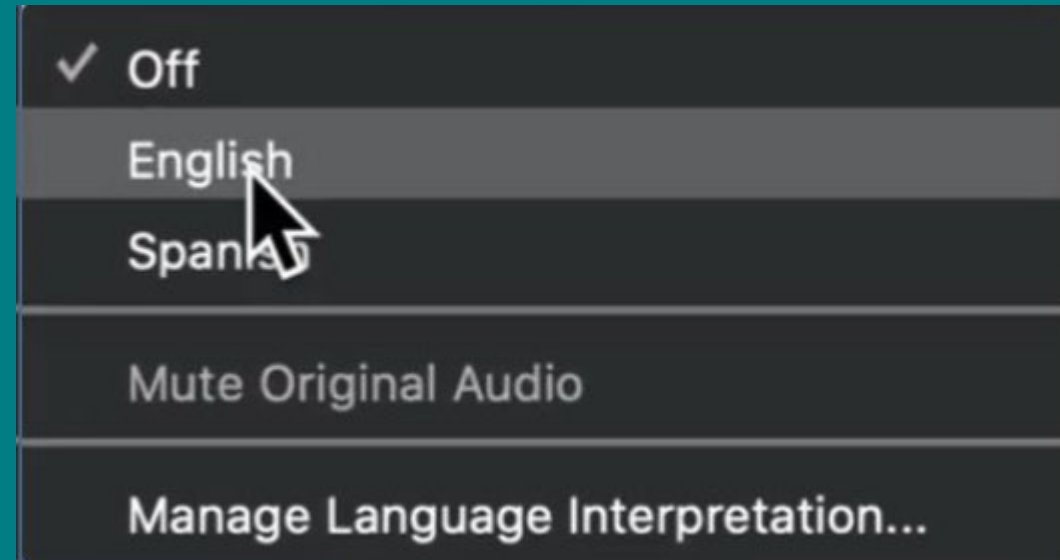 Off
English
Spanish
Mute Original Audio
Manage Language Interpretation...